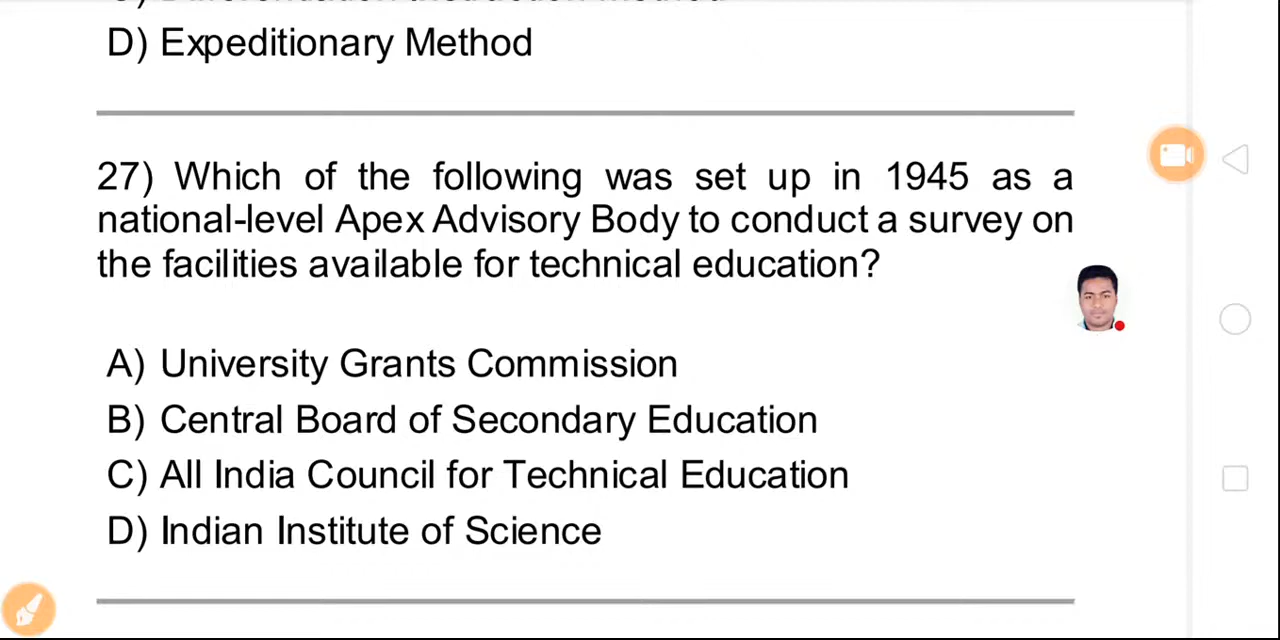 D) Expeditionary Method
27) Which of the following was set up in 1945 as a
national-level Apex Advisory Body to conduct a survey on
the facilities available for technical education?
A) University Grants Commission
B) Central Board of Secondary Education
C) All India Council for Technical Education
D) Indian Institute of Science